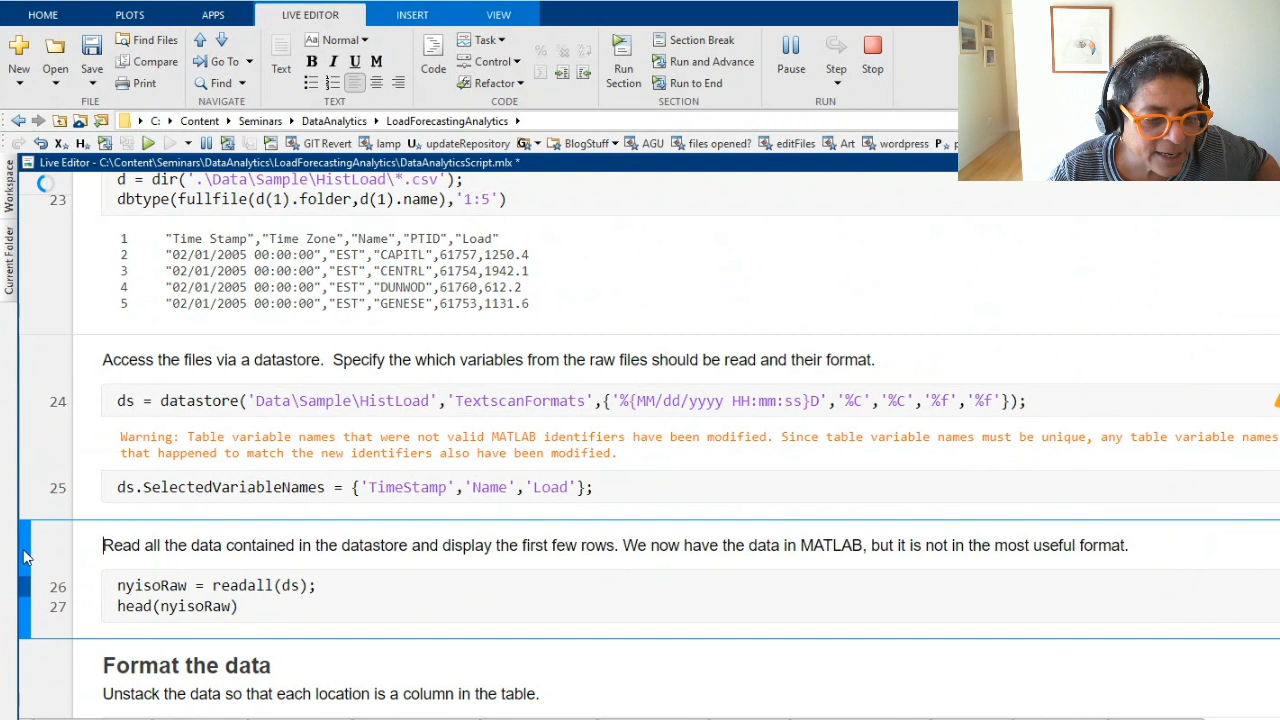 HOME PLOTS APPS LIVE EDITOR INSERT VIEW
New Open Save Find Files Compare Print
Go To Find
Text Normal B I U M
Code Task Control Refactor
Run Section Section Break Run and Advance Run to End
Pause Step Stop
FILE NAVIGATE TEXT CODE SECTION RUN
C: Content Seminars DataAnalytics LoadForecastingAnalytics
GIT Revert lamp updateRepository BlogStuff AGU files opened? editFiles Art wordpress P
Live Editor - C:\Content\Seminars\DataAnalytics\LoadForecastingAnalytics\DataAnalyticsScript.mlx *
Workspace
Current Folder
d = dir('.\Data\Sample\HistLoad\*.csv');
23 dbtype(fullfile(d(1).folder,d(1).name),'1:5')
1 "Time Stamp","Time Zone","Name","PTID","Load"
2 "02/01/2005 00:00:00","EST","CAPITL",61757,1250.4
3 "02/01/2005 00:00:00","EST","CENTRL",61754,1942.1
4 "02/01/2005 00:00:00","EST","DUNWOD",61760,612.2
5 "02/01/2005 00:00:00","EST","GENESE",61753,1131.6
Access the files via a datastore. Specify the which variables from the raw files should be read and their format.
24 ds = datastore('Data\Sample\HistLoad','TextscanFormats',{'%{MM/dd/yyyy HH:mm:ss}D','%C','%C','%f','%f'});
Warning: Table variable names that were not valid MATLAB identifiers have been modified. Since table variable names must be unique, any table variable names
that happened to match the new identifiers also have been modified.
25 ds.SelectedVariableNames = {'TimeStamp','Name','Load'};
Read all the data contained in the datastore and display the first few rows. We now have the data in MATLAB, but it is not in the most useful format.
26 nyisoRaw = readall(ds);
27 head(nyisoRaw)
Format the data
Unstack the data so that each location is a column in the table.